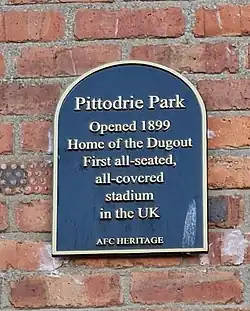 Pittodrie Park
Opened 1899
Home of the Dugout
First all-seated,
all-covered
stadium
in the UK
AFC HERITAGE